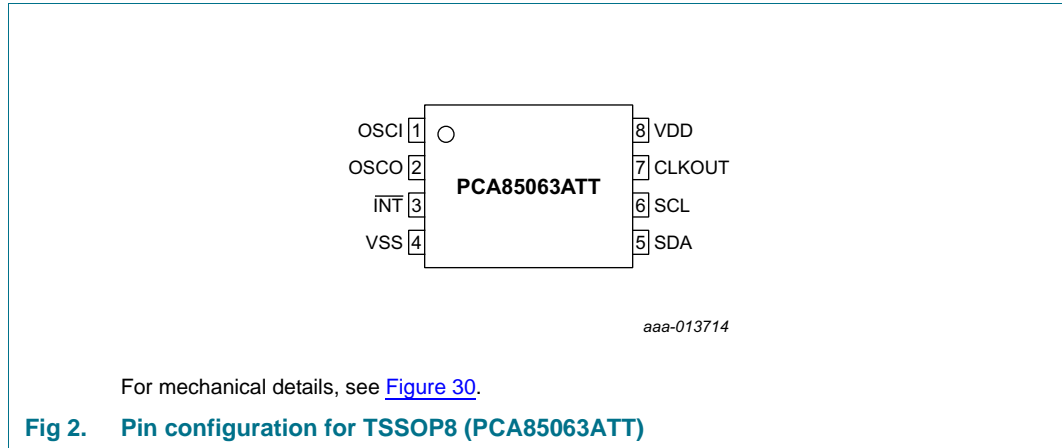 OSCI 1 8 VDD
OSCO 2 7 CLKOUT
PCA85063ATT
INT 3 6 SCL
VSS 4 5 SDA
aaa-013714
For mechanical details, see Figure 30.
Fig 2. Pin configuration for TSSOP8 (PCA85063ATT)